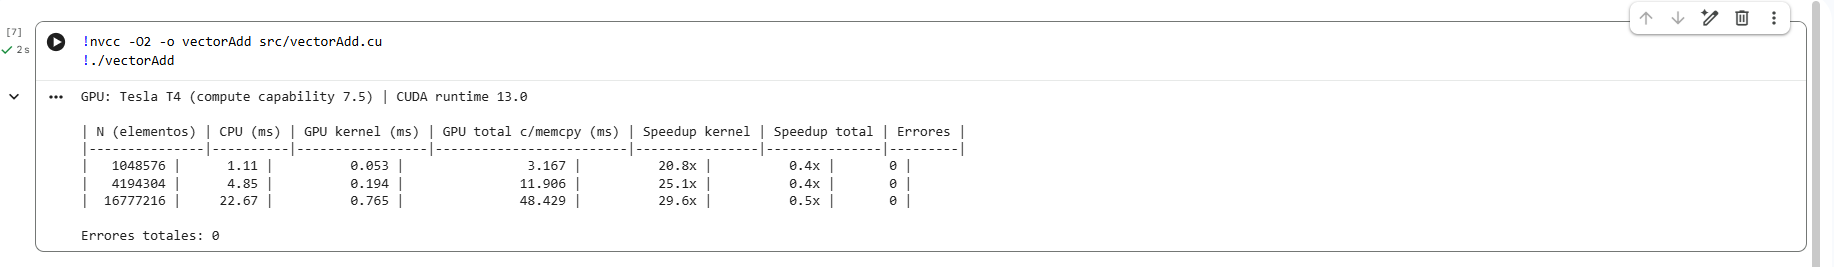 [7]
2s
!nvcc -O2 -o vectorAdd src/vectorAdd.cu
!./vectorAdd
GPU: Tesla T4 (compute capability 7.5) | CUDA runtime 13.0
| N (elementos) | CPU (ms) | GPU kernel (ms) | GPU total c/memcpy (ms) | Speedup kernel | Speedup total | Errores |
|---------------|----------|-----------------|-------------------------|----------------|---------------|---------|
| 1048576 | 1.11 | 0.053 | 3.167 | 20.8x | 0.4x | 0 |
| 4194304 | 4.85 | 0.194 | 11.906 | 25.1x | 0.4x | 0 |
| 16777216 | 22.67 | 0.765 | 48.429 | 29.6x | 0.5x | 0 |
Errores totales: 0